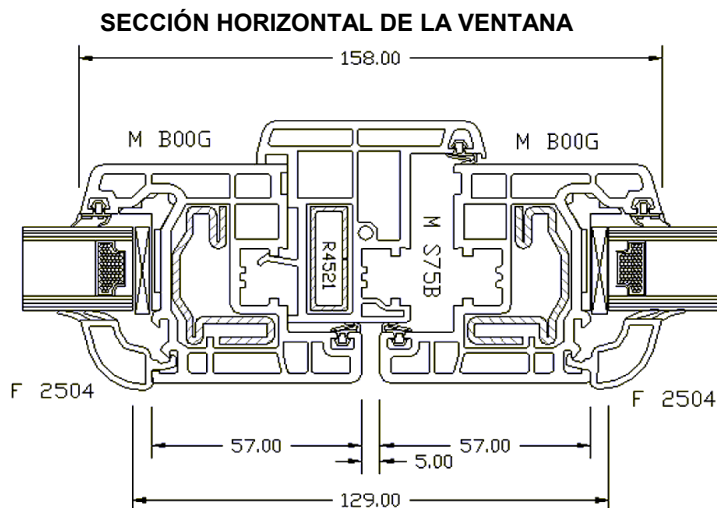 SECCIÓN HORIZONTAL DE LA VENTANA
158.00
M B00G
M B00G
R4521
M S75B
F 2504
F 2504
57.00
57.00
5.00
129.00